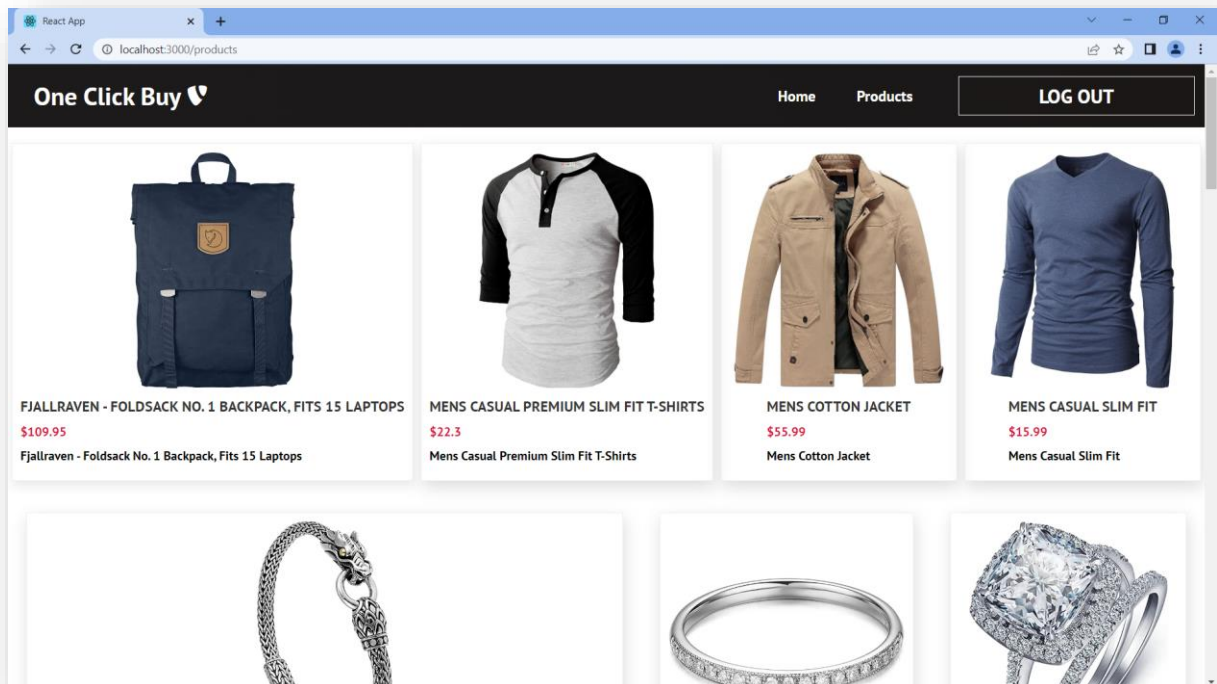 React App
localhost:3000/products
One Click Buy
Home
Products
LOG OUT
FJALLRAVEN - FOLDSACK NO. 1 BACKPACK, FITS 15 LAPTOPS
$109.95
Fjallraven - Foldsack No. 1 Backpack, Fits 15 Laptops
MENS CASUAL PREMIUM SLIM FIT T-SHIRTS
$22.3
Mens Casual Premium Slim Fit T-Shirts
MENS COTTON JACKET
$55.99
Mens Cotton Jacket
MENS CASUAL SLIM FIT
$15.99
Mens Casual Slim Fit